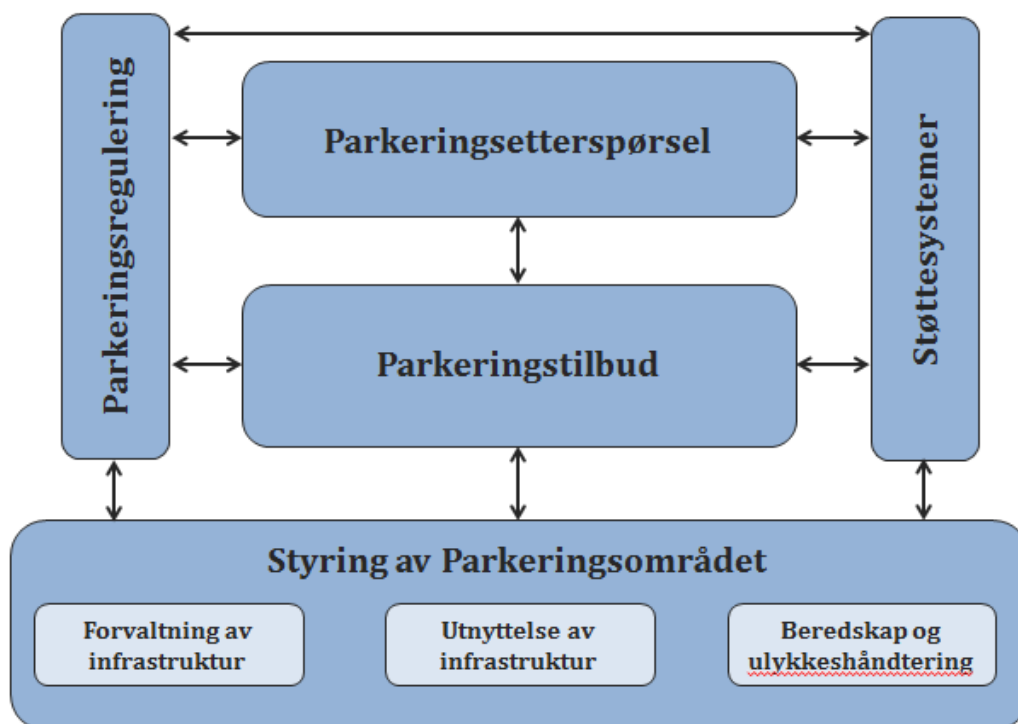 Parkeringsregulering
Parkeringsetterspørsel
Parkeringstilbud
Støttesystemer
Styring av Parkeringsområdet
Forvaltning av
infrastruktur
Utnyttelse av
infrastruktur
Beredskap og
ulykkeshåndtering